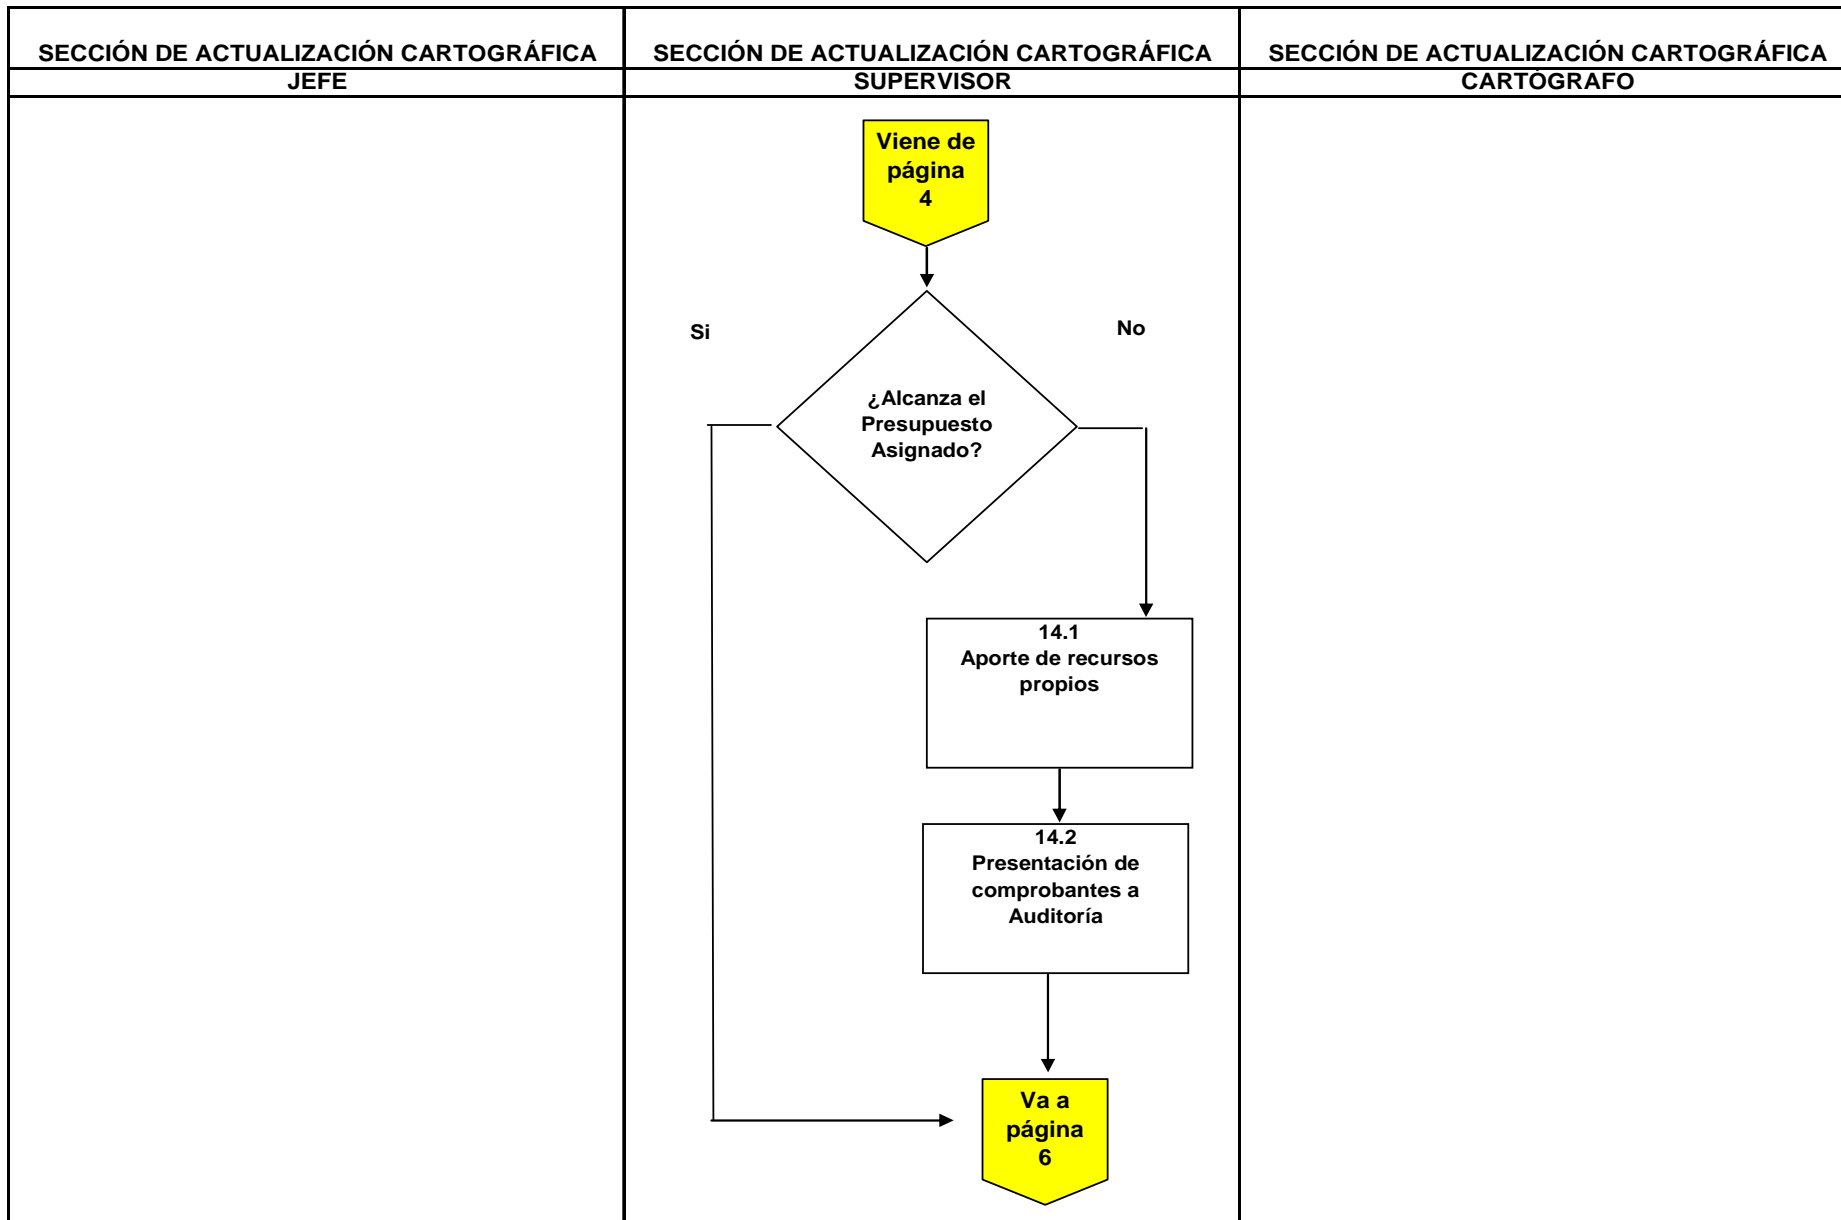 SECCIÓN DE ACTUALIZACIÓN CARTOGRÁFICA
JEFE
SECCIÓN DE ACTUALIZACIÓN CARTOGRÁFICA
SUPERVISOR
SECCIÓN DE ACTUALIZACIÓN CARTOGRÁFICA
CARTÓGRAFO
Viene de
página
4
Si
No
¿Alcanza el
Presupuesto
Asignado?
14.1
Aporte de recursos
propios
14.2
Presentación de
comprobantes a
Auditoría
Va a
página
6